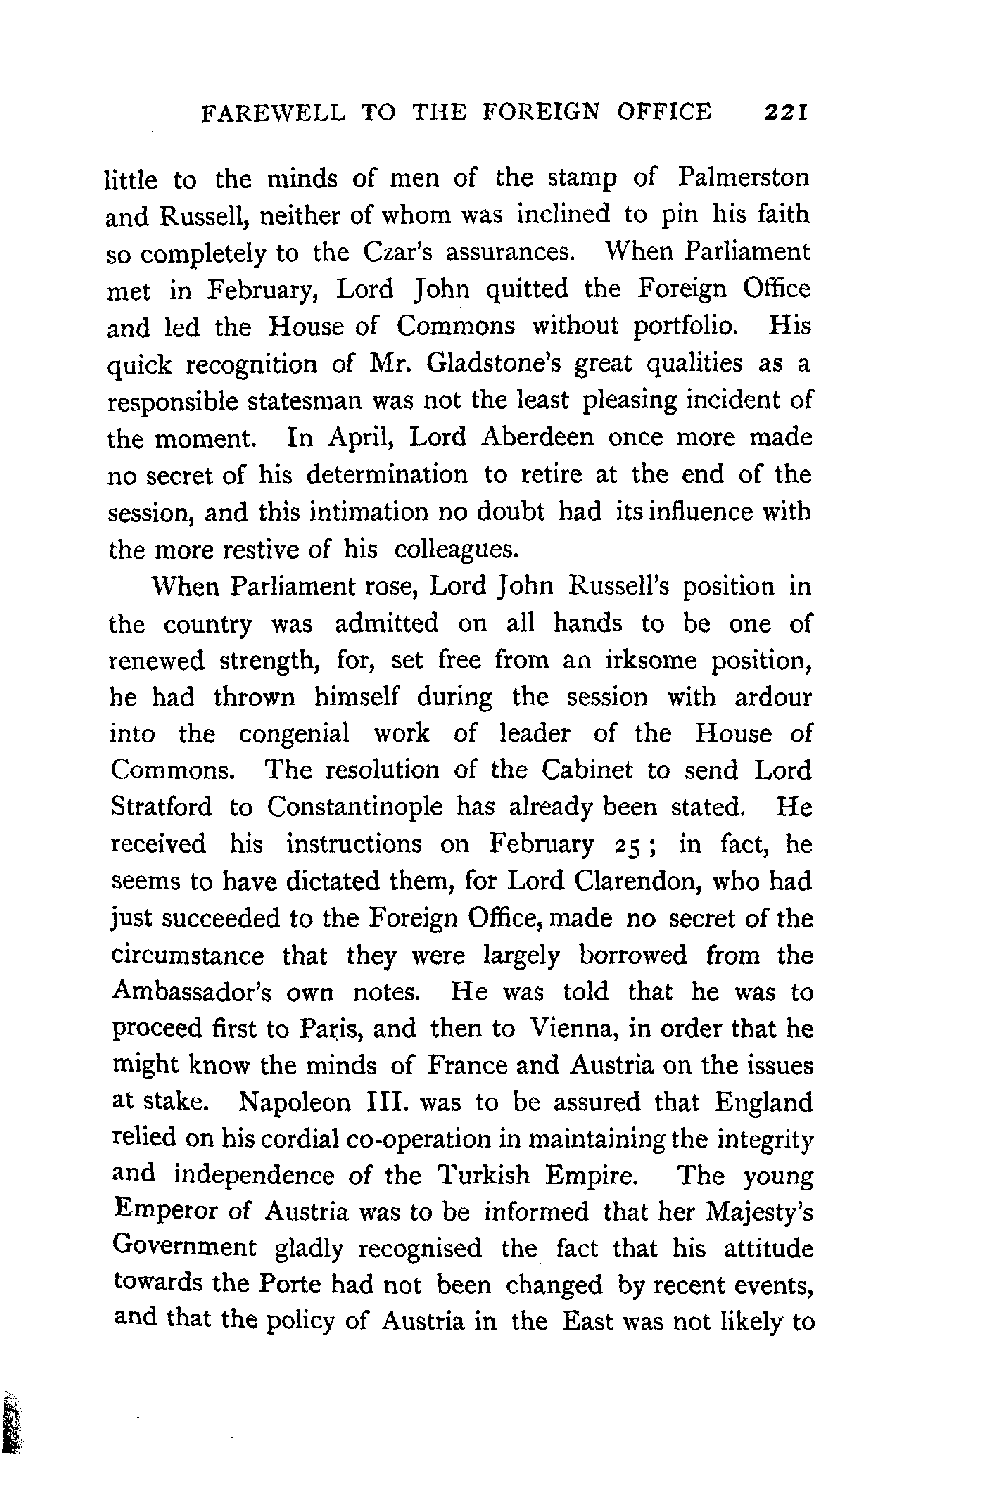 FAREWELL TO THE FOREIGN OFFICE 221
little to the minds of men of the stamp of Palmerston
and Russell, neither of whom was inclined to pin his faith
so completely to the Czar's assurances. When Parliament
met in February, Lord John quitted the Foreign Office
and led the House of Commons without portfolio. His
quick recognition of Mr. Gladstone's great qualities as a
responsible statesman was not the least pleasing incident of
the moment. In April, Lord Aberdeen once more made
no secret of his determination to retire at the end of the
session, and this intimation no doubt had its influence with
the more restive of his colleagues.
When Parliament rose, Lord John Russell's position in
the country was admitted on all hands to be one of
renewed strength, for, set free from an irksome position,
he had thrown himself during the session with ardour
into the congenial work of leader of the House of
Commons. The resolution of the Cabinet to send Lord
Stratford to Constantinople has already been stated. He
received his instructions on February 25 ; in fact, he
seems to have dictated them, for Lord Clarendon, who had
just succeeded to the Foreign Office, made no secret of the
circumstance that they were largely borrowed from the
Ambassador's own notes. He was told that he was to
proceed first to Paris, and then to Vienna, in order that he
might know the minds of France and Austria on the issues
at stake. Napoleon III. was to be assured that England
relied on his cordial co-operation in maintaining the integrity
and independence of the Turkish Empire. The young
Emperor of Austria was to be informed that her Majesty's
Government gladly recognised the fact that his attitude
towards the Porte had not been changed by recent events,
and that the policy of Austria in the East was not likely to